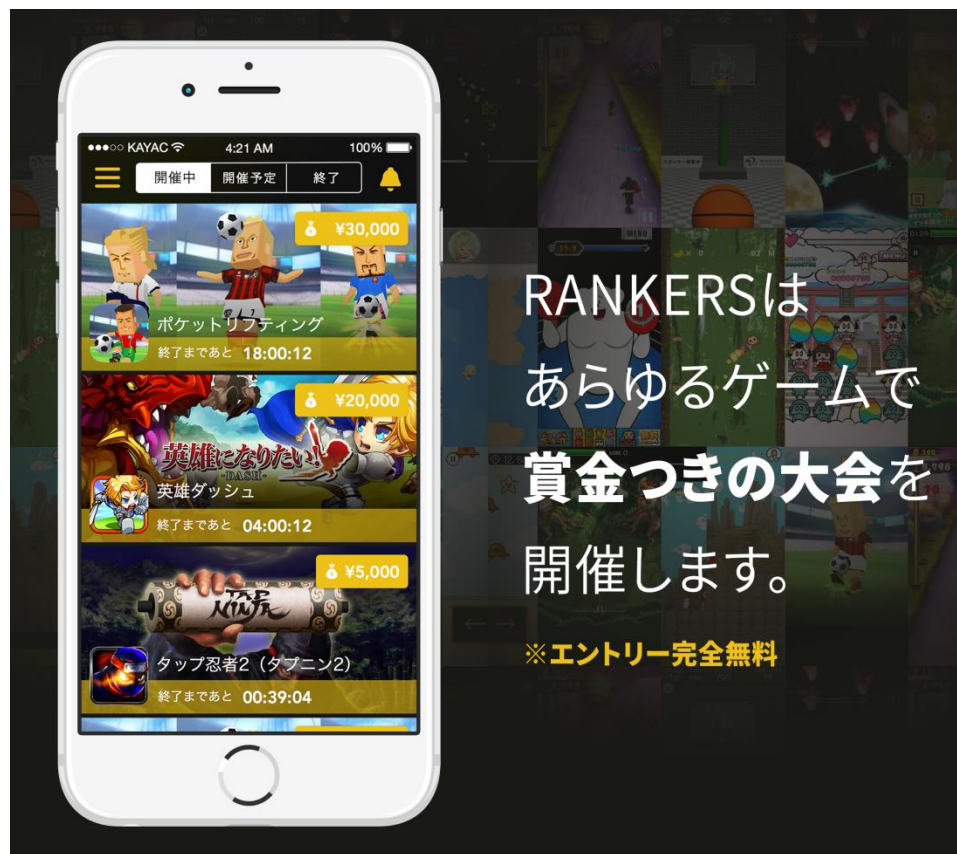 KAYAC
4:21 AM
100%
開催中
開催予定
終了
¥30,000
ポケットリフティング
終了まであと 18:00:12
¥20,000
英雄になりたい!
-DASH-
英雄ダッシュ
終了まであと 04:00:12
¥5,000
TAP
NINJA
タップ忍者2(タプニン2)
終了まであと 00:39:04
RANKERSは
あらゆるゲームで
賞金つきの大会を
開催します。
※エントリー完全無料
MENU